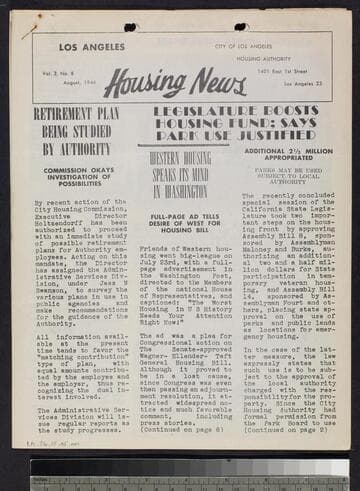 LOS ANGELES
CITY OF LOS ANGELES
HOUSING AUTHORITY
Vol. 2, No. 8
August, 1946
Housing News
1401 East 1st Street
Los Angeles 33
RETIREMENT PLAN
BEING STUDIED
BY AUTHORITY
COMMISSION OKAYS
INVESTIGATION OF
POSSIBILITIES
By recent action of the
City Housing Commission,
Executive Director
Holtzendorff has been
authorized to proceed
with an immediate study
of possible retirement
plans for Authority em-
ployees. Acting on this
mandate, the Director
has assigned the Admin-
istrative Services Div-
ision, under Jess N
Swanson, to survey the
various plans in use in
public agencies and
make recommendations
for the guidance of the
Authority.
All information avail-
able at the present
time tends to favor the
"matching contribution"
type of plan, with
equal amounts contribu-
ted by the employee and
the employer, thus re-
cognizing the dual in-
terest involved.
The Administrative Ser-
vices Division will is-
sue regular reports as
the study progresses.
LEGISLATURE BOOSTS
HOUSING FUND; SAYS
PARK USE JUSTIFIED
WESTERN HOUSING
SPEAKS ITS MIND
IN WASHINGTON
FULL-PAGE AD TELLS
DESIRE OF WEST FOR
HOUSING BILL
Friends of Western hous-
ing went big-league on
July 23rd, with a full-
page advertisement in
the Washington Post,
directed to the Members
of the national House
of Representatives, and
captioned: "The Worst
Housing in U S History
Needs Your Attention
Right Now!"
The ad was a plea for
Congressional action on
The Senate-approved
Wagner-Ellender-Taft
General Housing Bill.
Although it proved to
be in a lost cause,
since Congress was even
then passing an adjourn-
ment resolution, it at-
tracted widespread no-
tice and much favorable
comment, including
press stories.
(Continued on page 8)
ADDITIONAL 2½ MILLION
APPROPRIATED
PARKS MAY BE USED
SUBJECT TO LOCAL
AUTHORITY
The recently concluded
special session of the
California State Legis-
lature took two impor-
tant steps on the hous-
ing front by approving
Assembly Bill 8, spon-
sored by Assemblyman
Maloney and Burke, au-
thorizing an addition-
al two and a half mil-
lion dollars for State
participation in tem-
porary veteran hous-
ing, and Assembly Bill
14, sponsored by As-
semblyman Fourt and oth-
ers, placing state ap-
proval on the use of
parks and public lands
as locations for emer-
gency housing.
In the case of the lat-
ter measure, the law
expressly states that
such use is to be sub-
ject to the approval of
the local authority
charged with the res-
ponsibility for the pro-
perty. Since the City
Housing Authority had
formal permission from
the Park Board to use
(Continued on page 2)